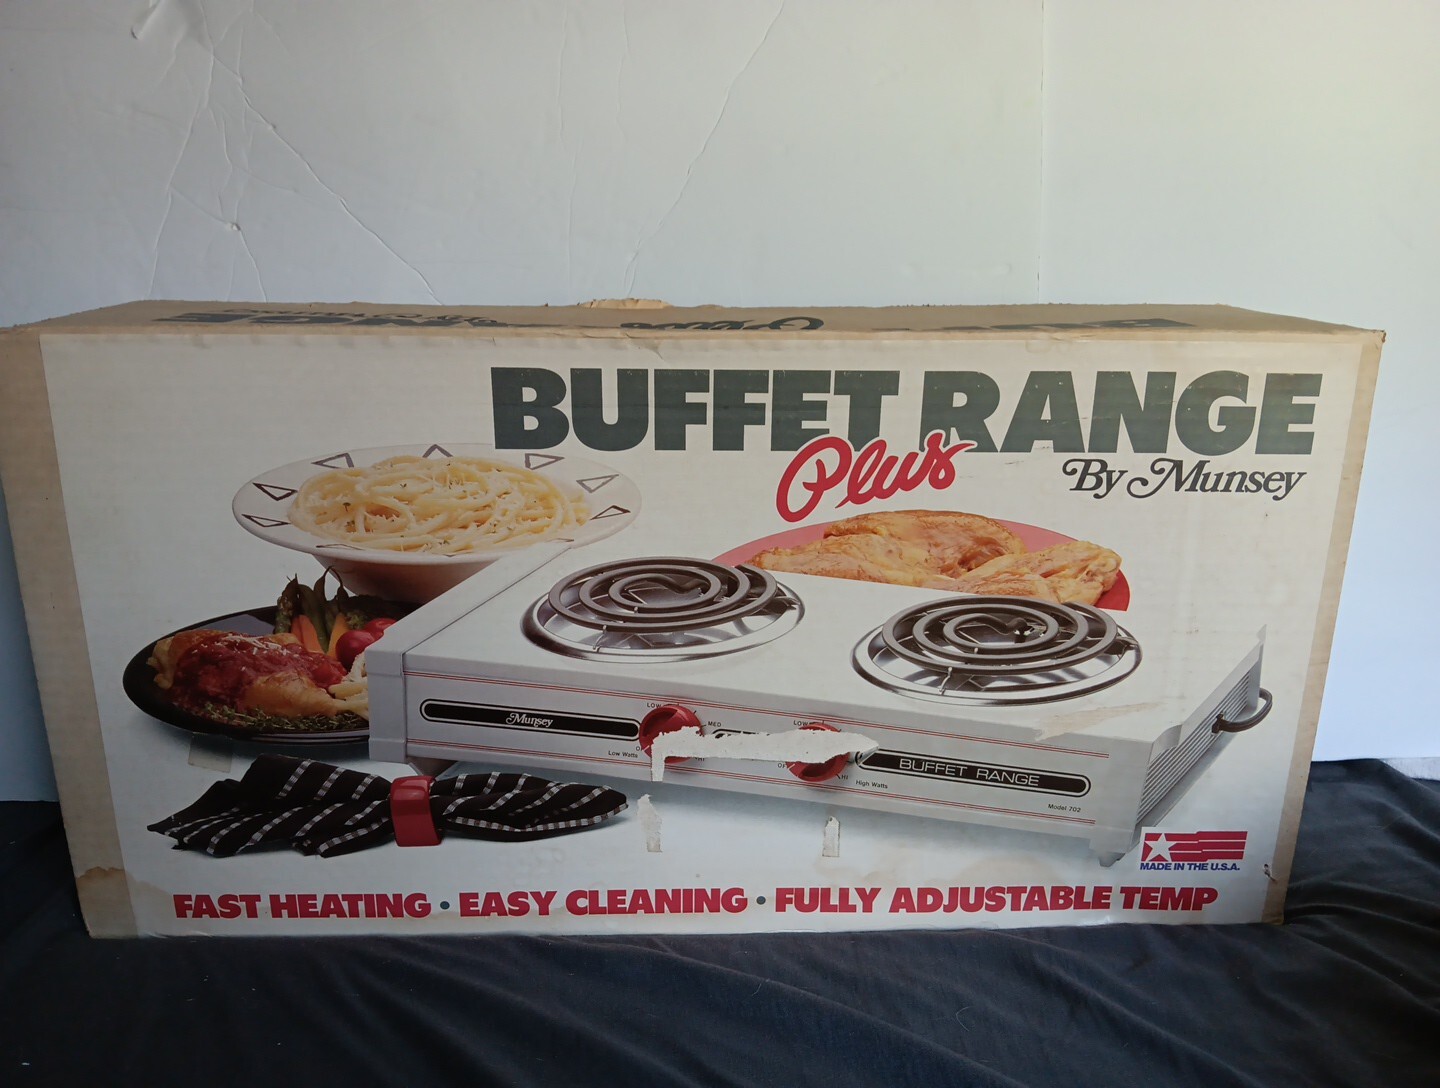 BUFFET RANGE
Plus
By Munsey
Munsey
LOW
MED
Low Watts
LOW
HI
High Watts
BUFFET RANGE
Model 702
MADE IN THE U.S.A.
FAST HEATING • EASY CLEANING • FULLY ADJUSTABLE TEMP